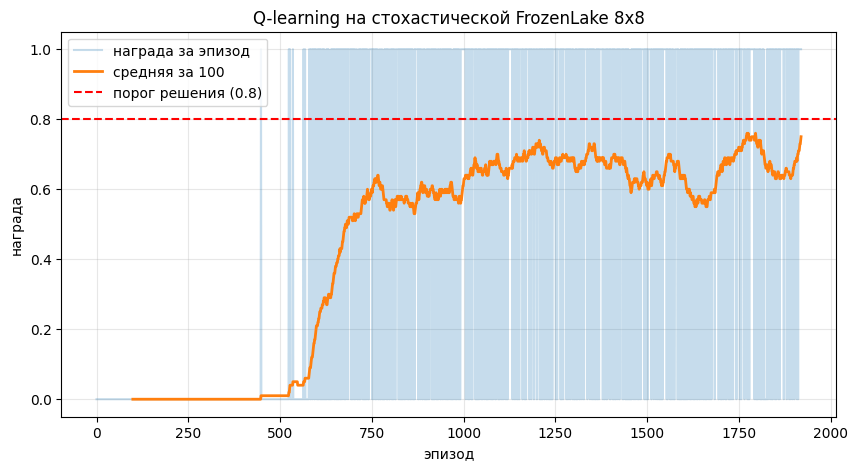 Q-learning на стохастической FrozenLake 8x8
награда за эпизод
средняя за 100
порог решения (0.8)
награда
1.0
0.8
0.6
0.4
0.2
0.0
0 250 500 750 1000 1250 1500 1750 2000
эпизод